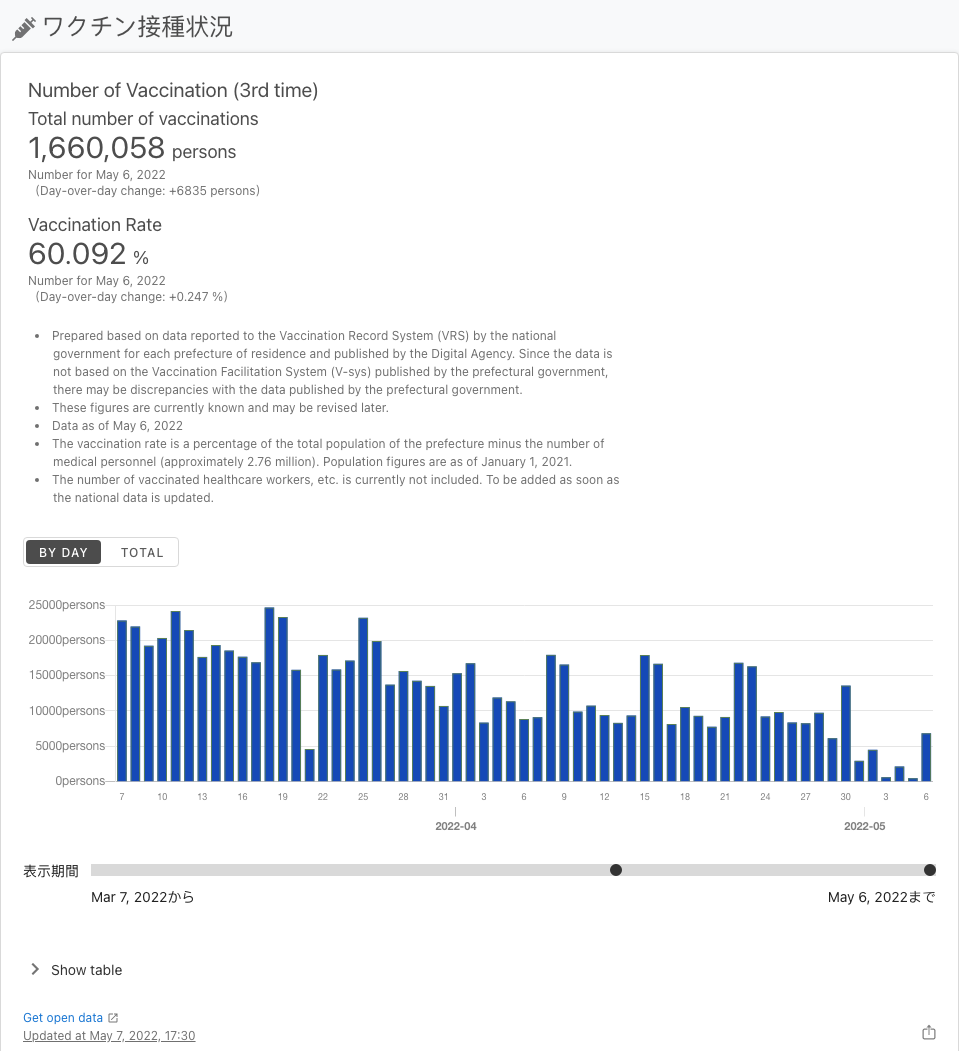 ワクチン接種状況
Number of Vaccination (3rd time)
Total number of vaccinations
1,660,058 persons
Number for May 6, 2022
(Day-over-day change: +6835 persons)
Vaccination Rate
60.092 %
Number for May 6, 2022
(Day-over-day change: +0.247 %)
• Prepared based on data reported to the Vaccination Record System (VRS) by the national
government for each prefecture of residence and published by the Digital Agency. Since the data is
not based on the Vaccination Facilitation System (V-sys) published by the prefectural government,
there may be discrepancies with the data published by the prefectural government.
• These figures are currently known and may be revised later.
• Data as of May 6, 2022
• The vaccination rate is a percentage of the total population of the prefecture minus the number of
medical personnel (approximately 2.76 million). Population figures are as of January 1, 2021.
• The number of vaccinated healthcare workers, etc. is currently not included. To be added as soon as
the national data is updated.
BY DAY TOTAL
25000persons
20000persons
15000persons
10000persons
5000persons
0persons
7 10 13 16 19 22 25 28 31 3 6 9 12 15 18 21 24 27 30 3 6
2022-04 2022-05
表示期間
Mar 7, 2022から May 6, 2022まで
Show table
Get open data
Updated at May 7, 2022, 17:30